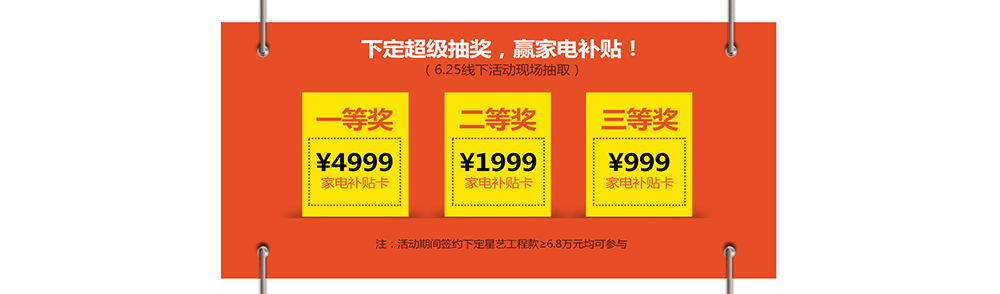 下定超级抽奖，赢家电补贴！
（6.25线下活动现场抽取）
一等奖 二等奖 三等奖
¥4999 ¥1999 ¥999
家电补贴卡 家电补贴卡 家电补贴卡
注：活动期间签约下定星艺工程款≥6.8万元均可参与